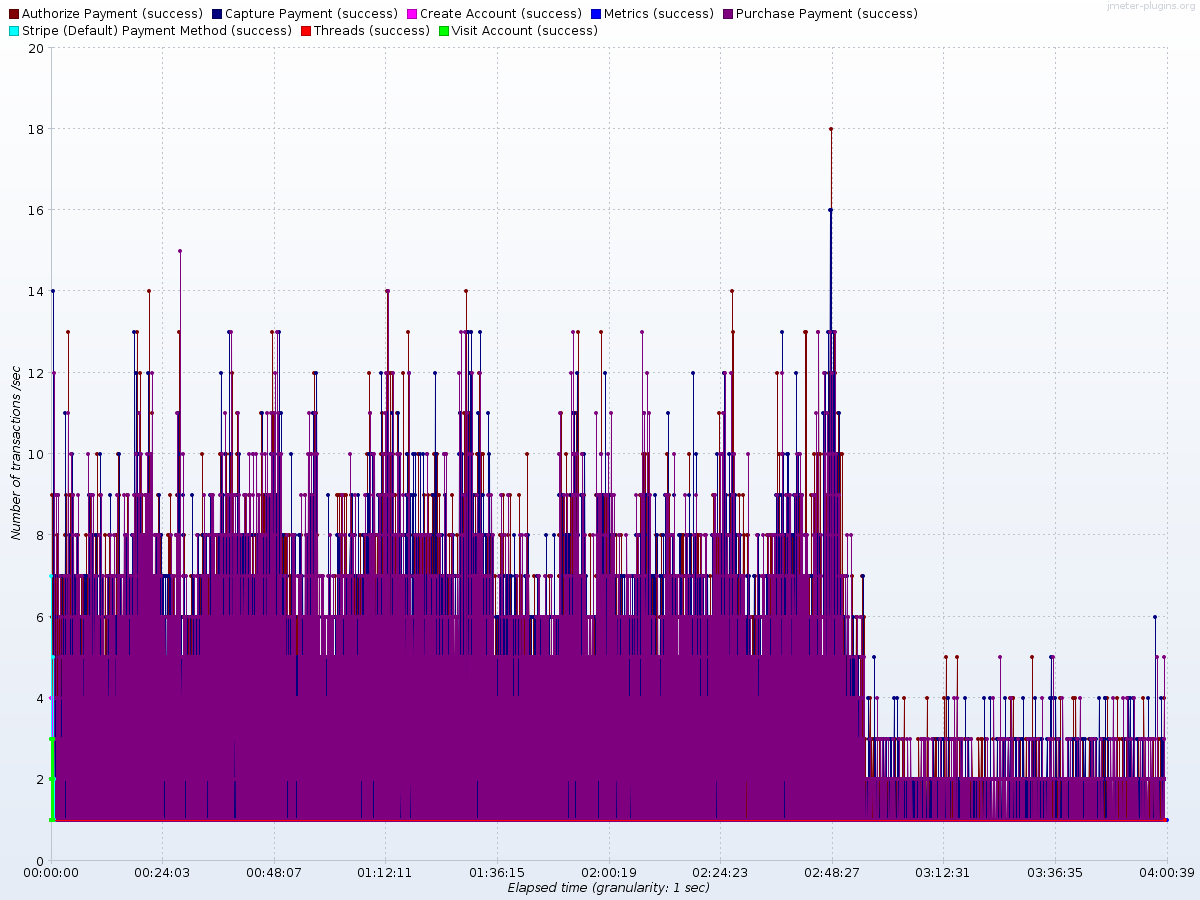 Authorize Payment (success) Capture Payment (success) Create Account (success) Metrics (success) Purchase Payment (success)
jmeter-plugins.org
Stripe (Default) Payment Method (success) Threads (success) Visit Account (success)
20
18
16
14
12
10
8
6
4
2
0
Number of transactions /sec
00:00:00 00:24:03 00:48:07 01:12:11 01:36:15 02:00:19 02:24:23 02:48:27 03:12:31 03:36:35 04:00:39
Elapsed time (granularity: 1 sec)